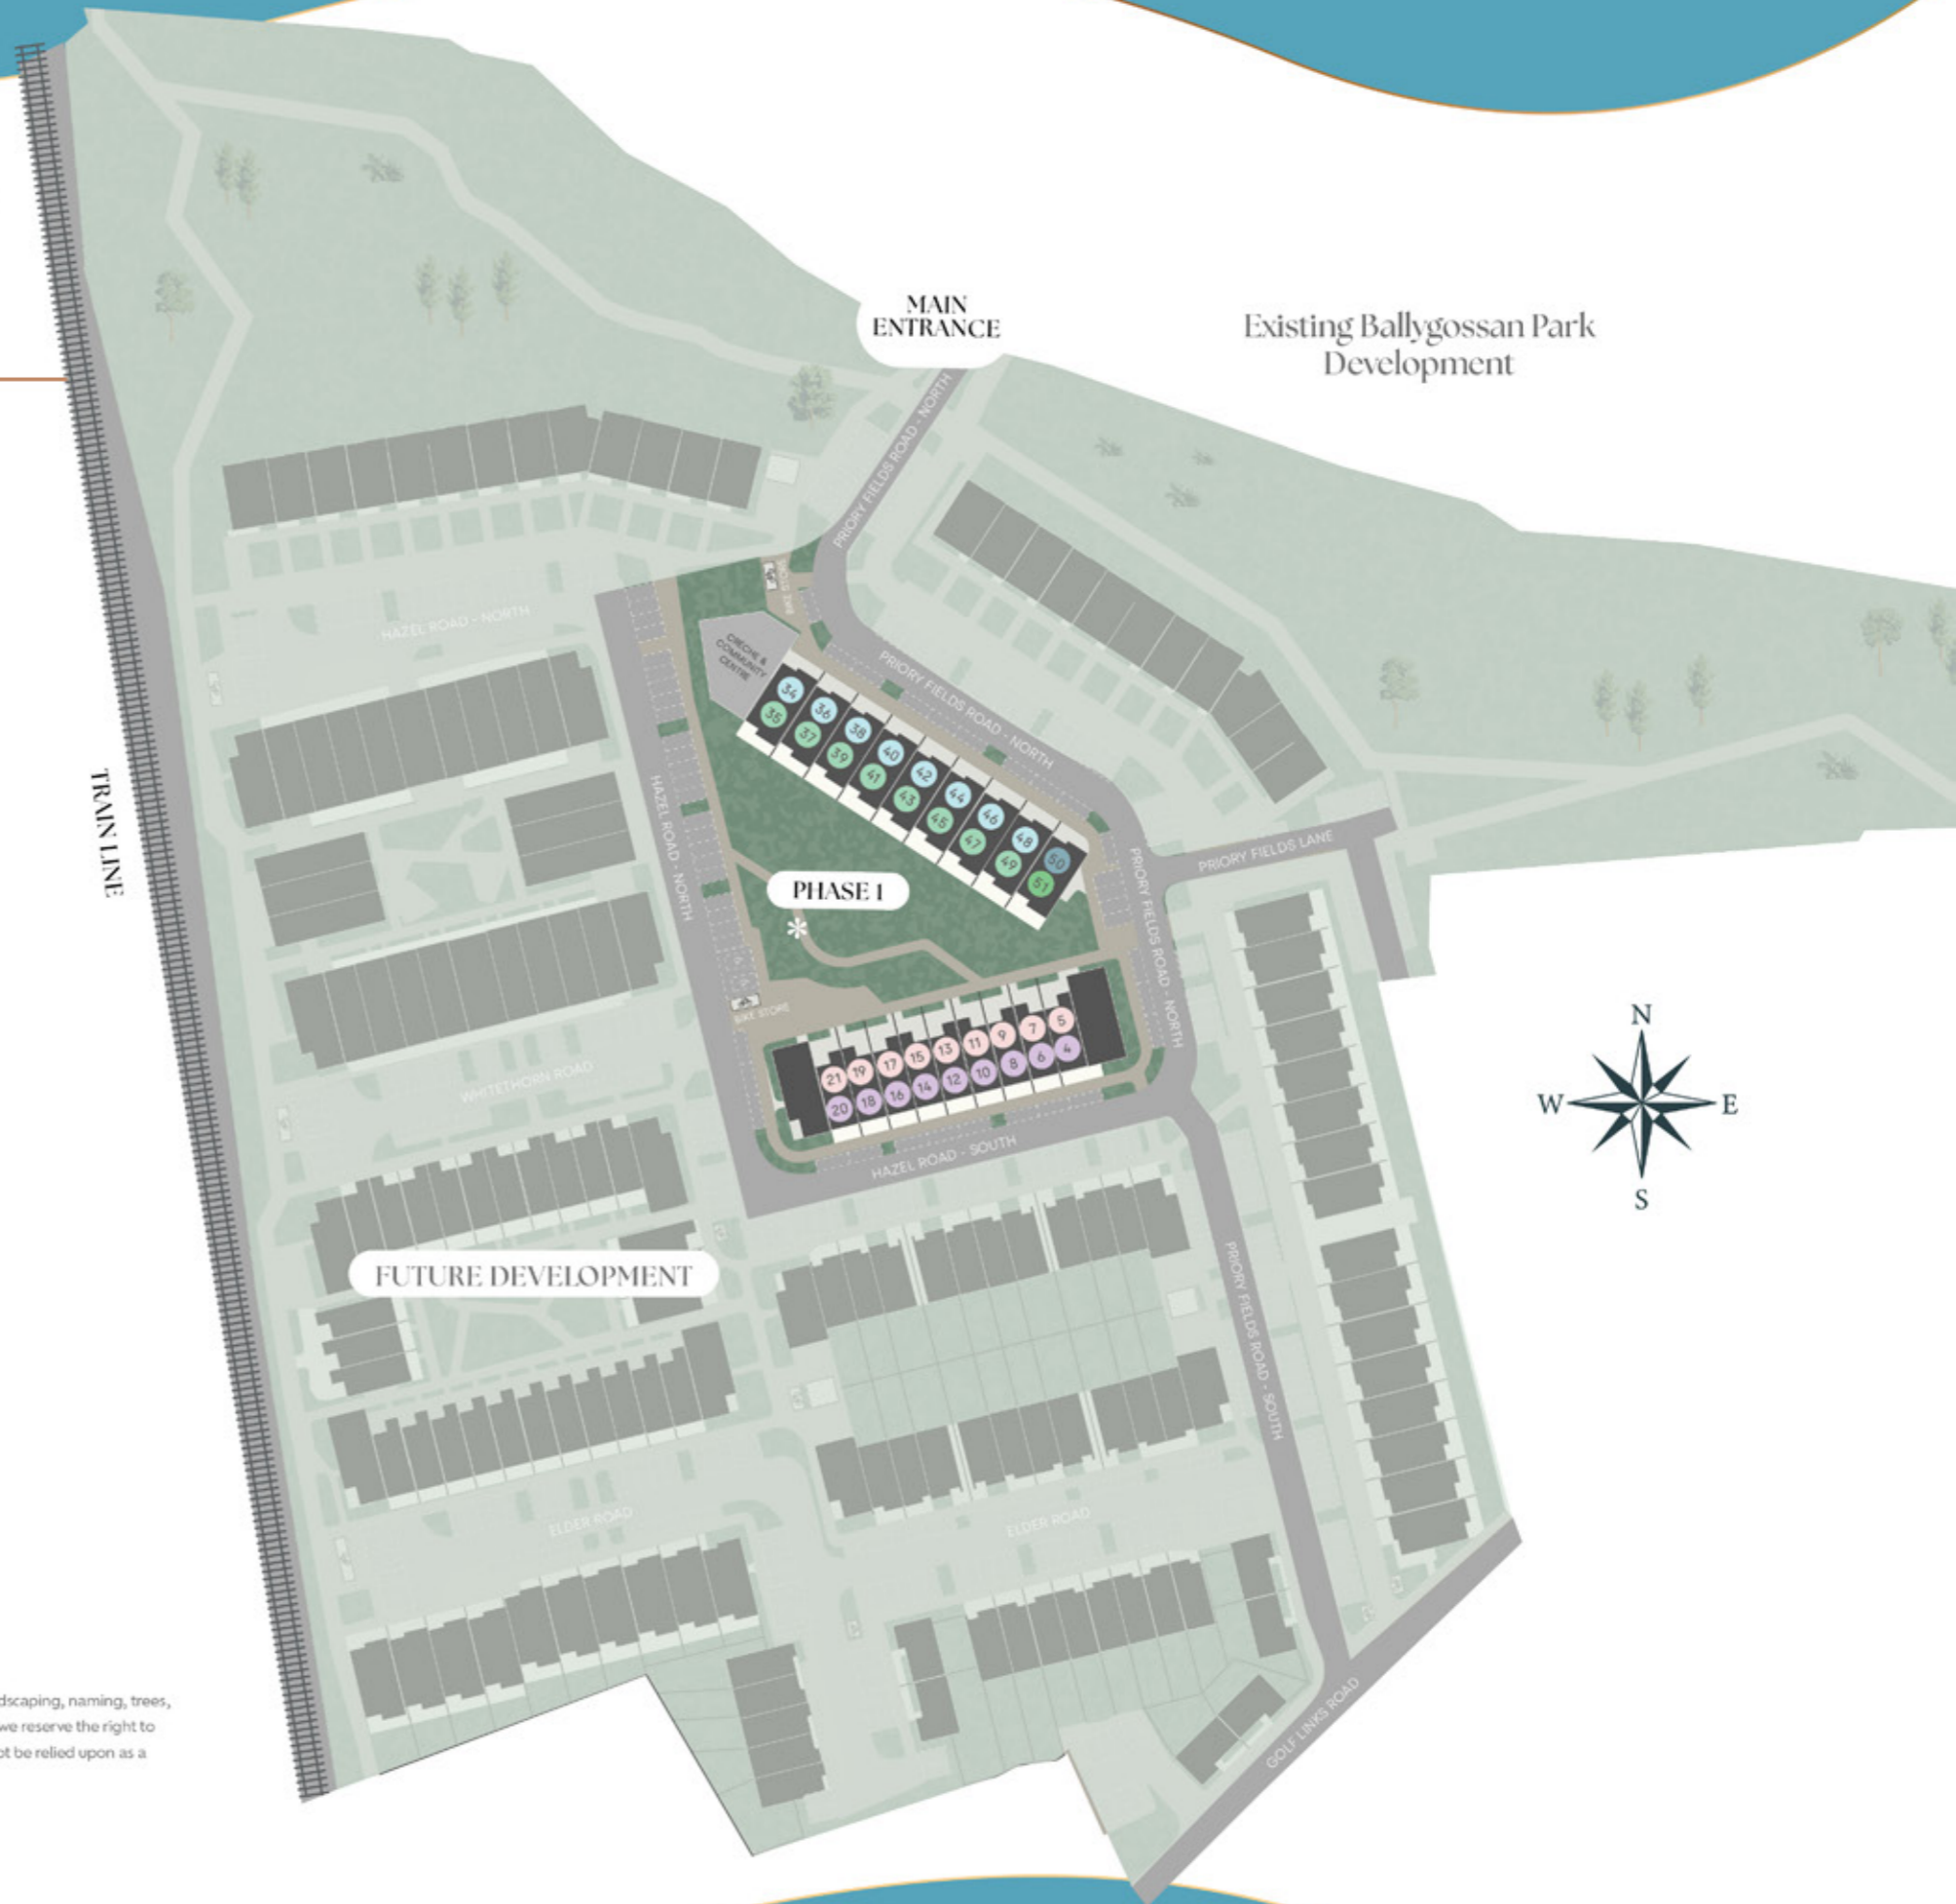 MAIN
ENTRANCE
Existing Ballygossan Park
Development
PRIORY FIELDS ROAD - NORTH
HAZEL ROAD - NORTH
BIKE STORE
CRÈCHE &
COMMUNITY
CENTRE
PRIORY FIELDS ROAD - NORTH
34 36 38 40 42 44 46 48 50
35 37 39 41 43 45 47 49 51
TRAIN LINE
HAZEL ROAD - NORTH
PHASE 1
PRIORY FIELDS LANE
PRIORY FIELDS ROAD - NORTH
BIKE STORE
21 19 17 15 13 11 9 7 5
20 18 16 14 12 10 8 6 4
WHITETHORN ROAD
HAZEL ROAD - SOUTH
N
W E
S
FUTURE DEVELOPMENT
PRIORY FIELDS ROAD - SOUTH
ELDER ROAD
ELDER ROAD
GOLF LINKS ROAD
dscaping, naming, trees,
we reserve the right to
ot be relied upon as a